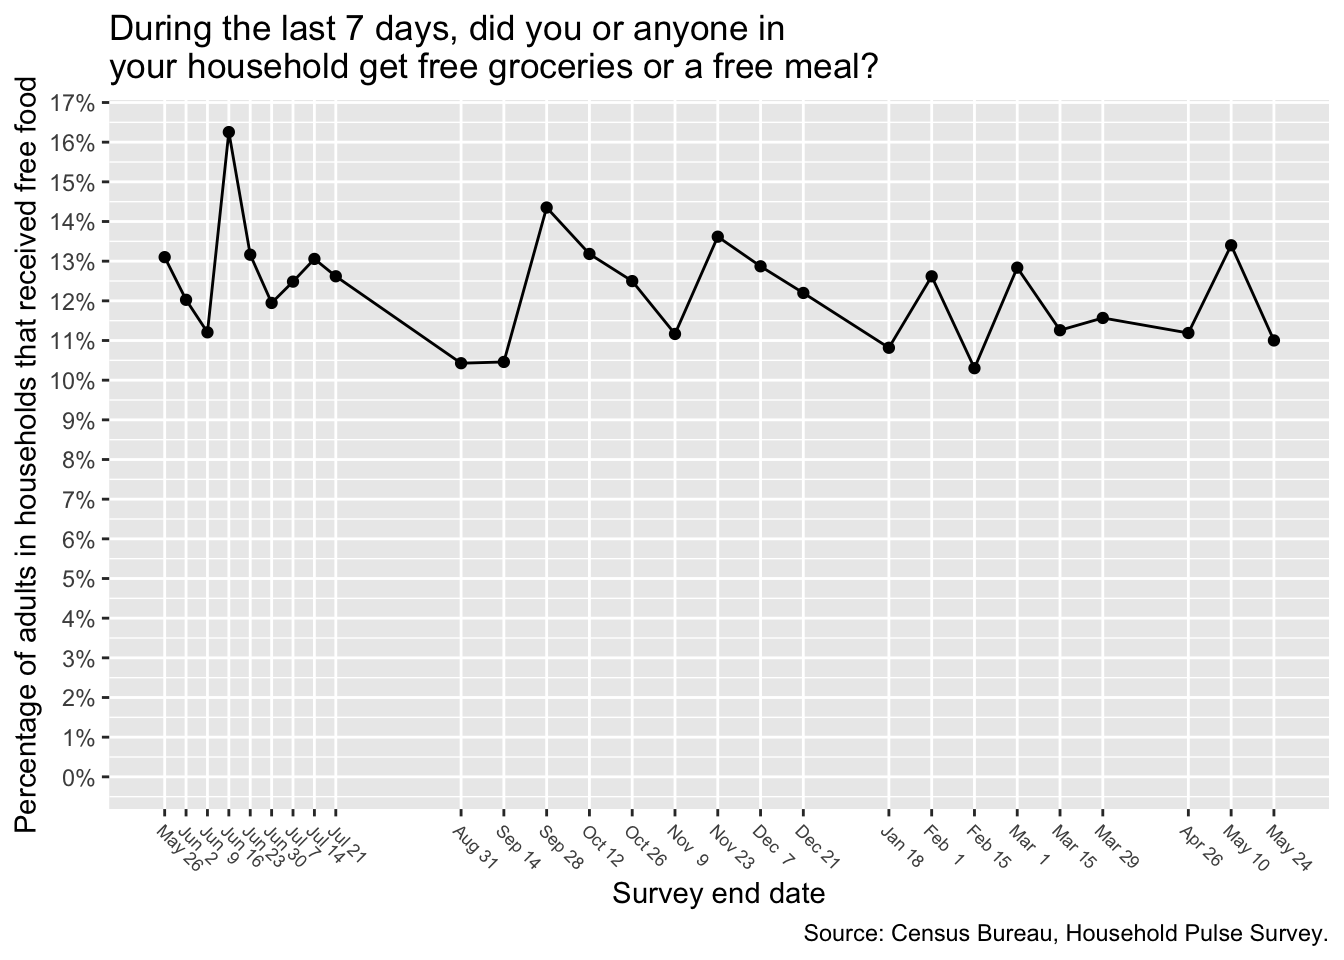 During the last 7 days, did you or anyone in
your household get free groceries or a free meal?
Percentage of adults in households that received free food
17%
16%
15%
14%
13%
12%
11%
10%
9%
8%
7%
6%
5%
4%
3%
2%
1%
0%
May 26
Jun 2
Jun 9
Jun 16
Jun 23
Jun 30
Jul 7
Jul 14
Jul 21
Aug 31
Sep 14
Sep 28
Oct 12
Oct 26
Nov 9
Nov 23
Dec 7
Dec 21
Jan 18
Feb 1
Feb 15
Mar 1
Mar 15
Mar 29
Apr 26
May 10
May 24
Survey end date
Source: Census Bureau, Household Pulse Survey.